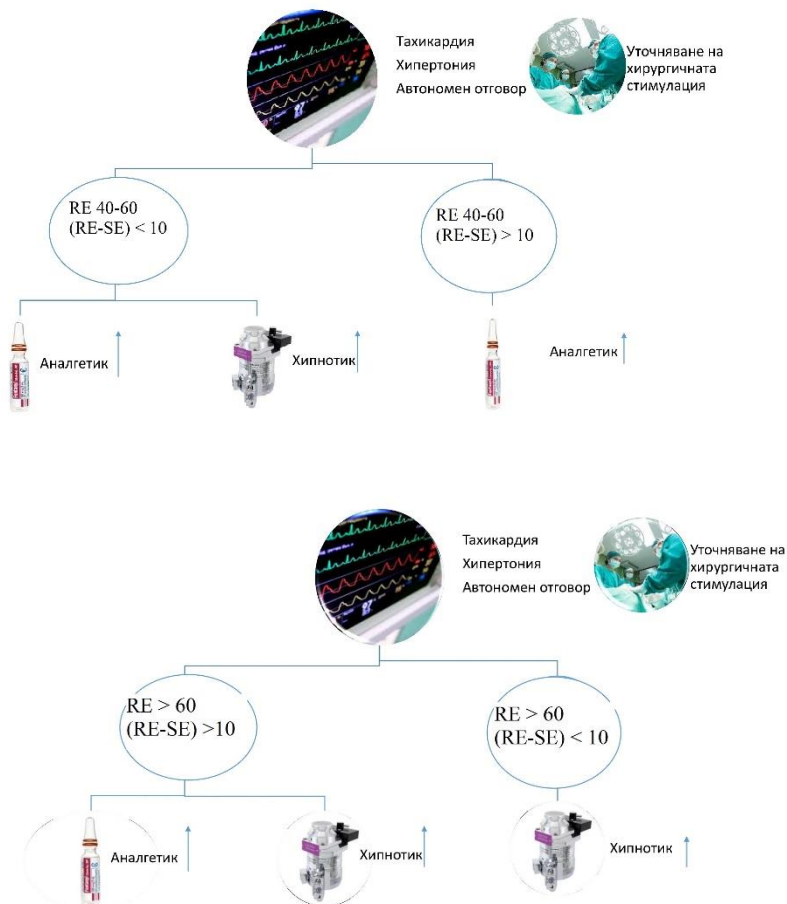 Тахикардия
Хипертония
Автономен отговор
Уточняване на
хирургичната
стимулация
RE 40-60
(RE-SE) < 10
RE 40-60
(RE-SE) > 10
Аналгетик
Хипнотик
Аналгетик
Тахикардия
Хипертония
Автономен отговор
Уточняване на
хирургичната
стимулация
RE > 60
(RE-SE) >10
RE > 60
(RE-SE) < 10
Аналгетик
Хипнотик
Хипнотик